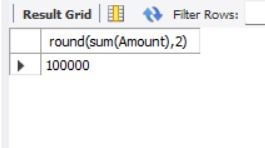 Result Grid Filter Rows:
round(sum(Amount),2)
100000